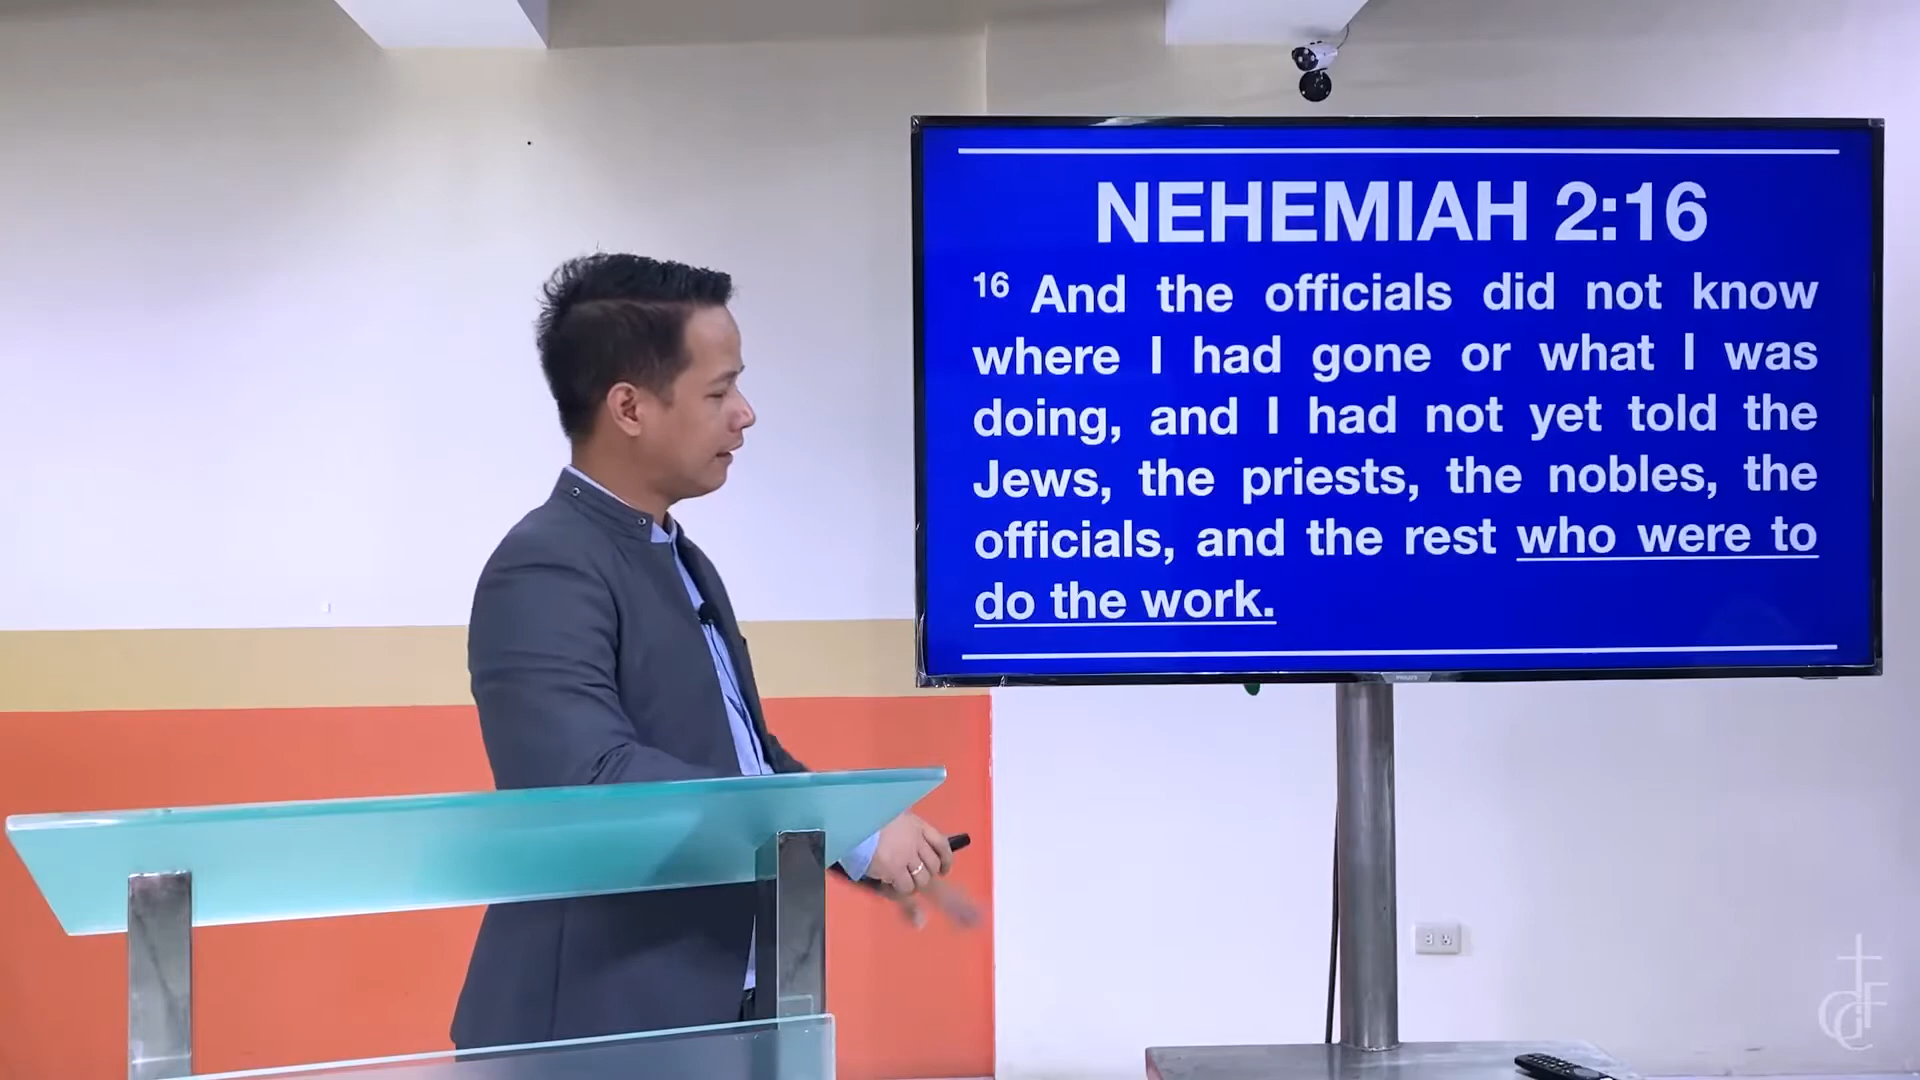 NEHEMIAH 2:16
16 And the officials did not know
where I had gone or what I was
doing, and I had not yet told the
Jews, the priests, the nobles, the
officials, and the rest who were to
do the work.
PHILIPS
GCF